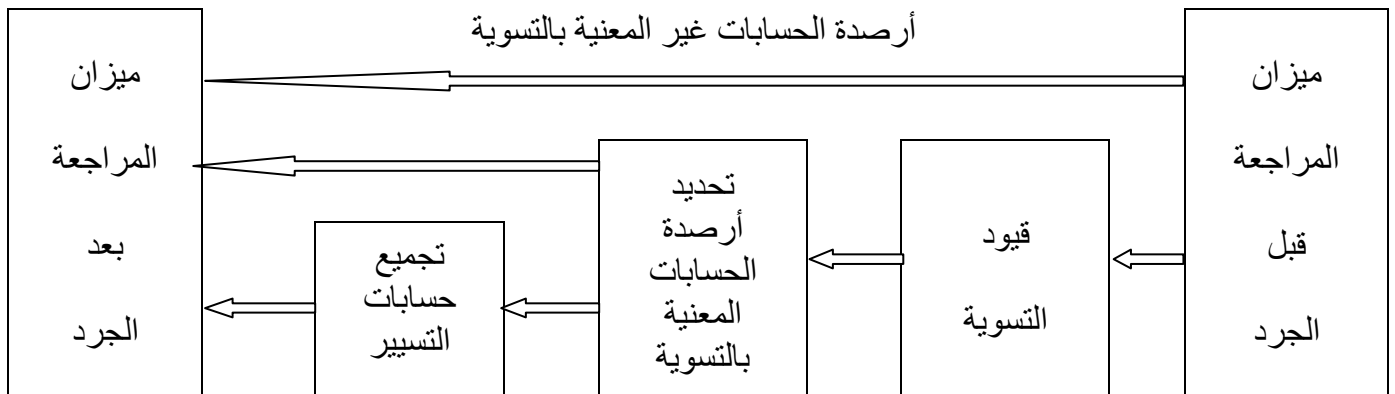 أرصدة الحسابات غير المعنية بالتسوية
ميزان
المراجعة
قبل
الجرد
قيود
التسوية
تحديد
أرصدة
الحسابات
المعنية
بالتسوية
تجميع
حسابات
التسيير
ميزان
المراجعة
بعد
الجرد